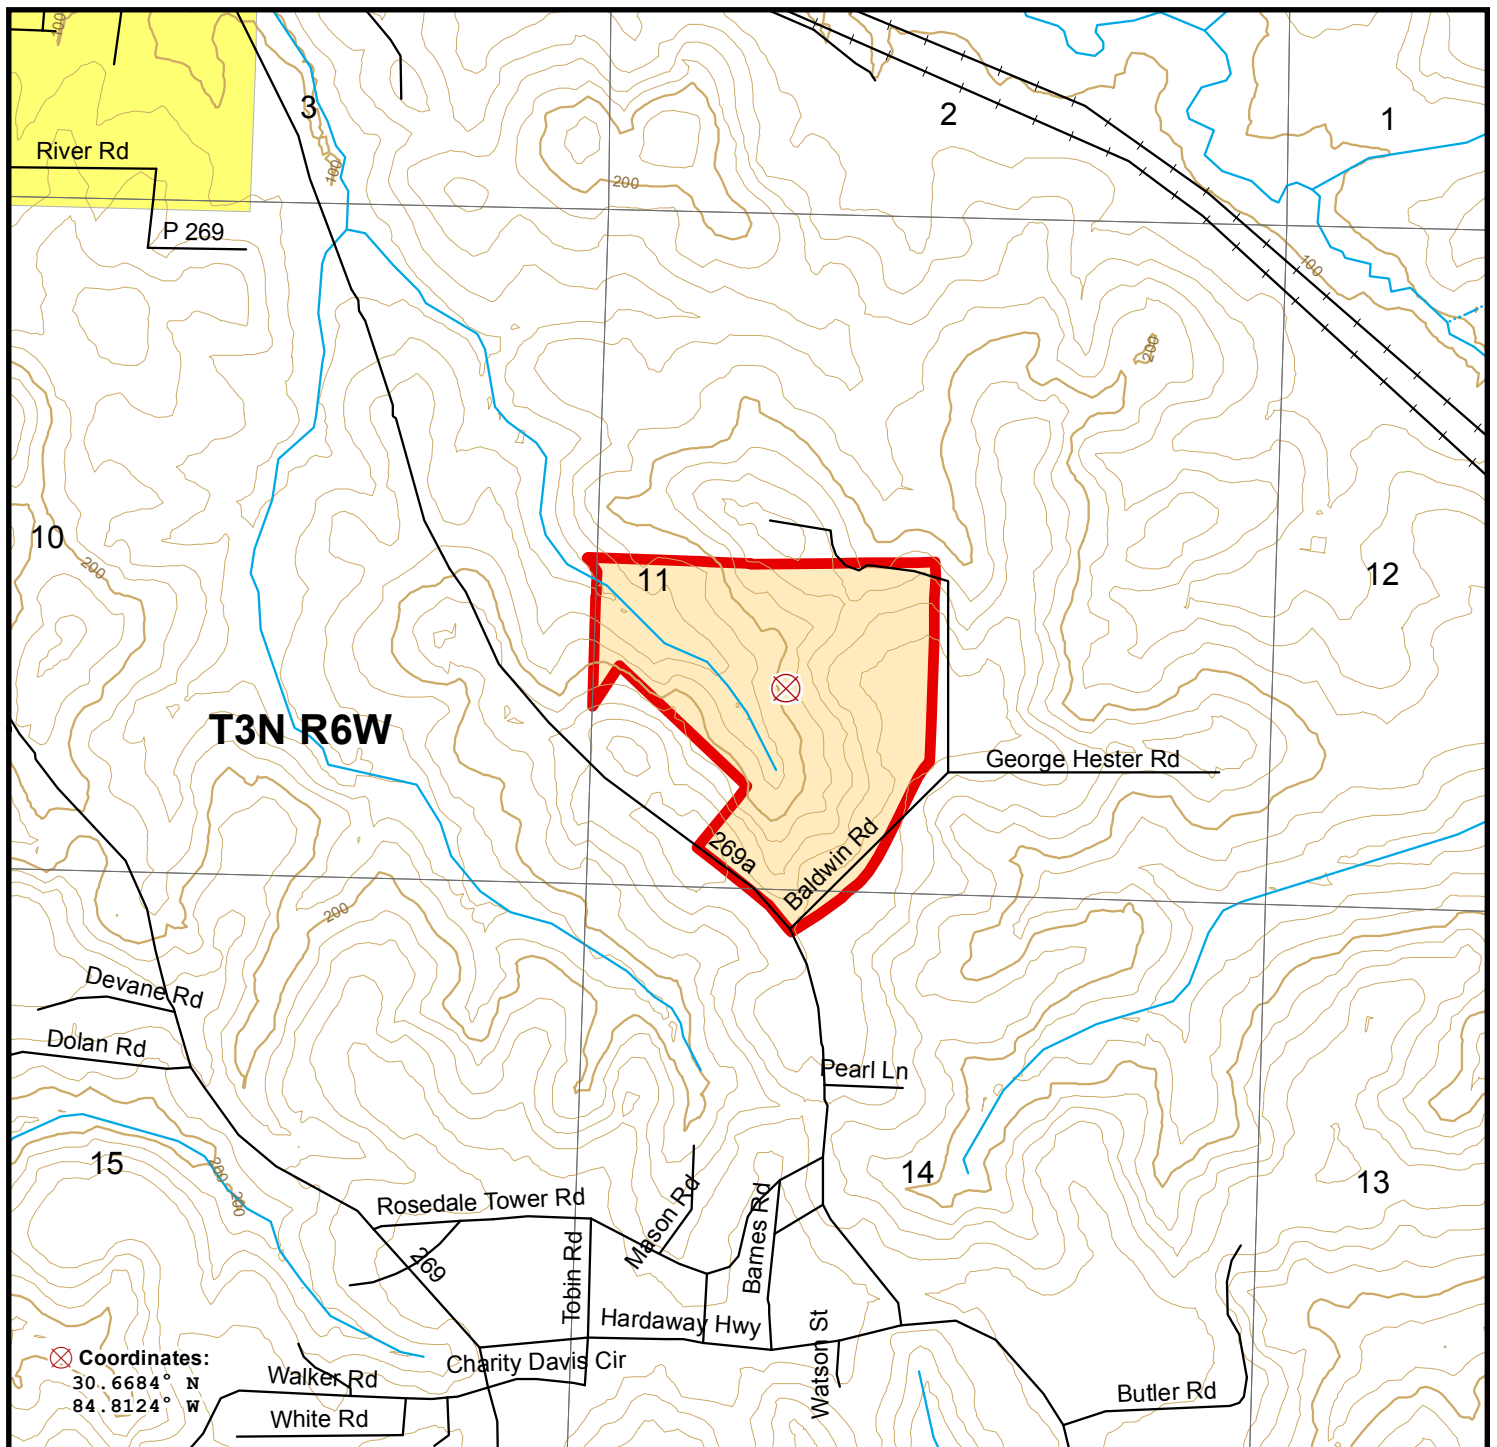 100
3
2
1
River Rd
100
200
P 269
100
200
10
200
11
12
T3N R6W
George Hester Rd
269a
Baldwin Rd
200
Devane Rd
Dolan Rd
Pearl Ln
15
200
200
14
13
Rosedale Tower Rd
Mason Rd
Barnes Rd
269
Tobin Rd
Hardaway Hwy
Watson St
Charity Davis Cir
Coordinates:
30.6684° N
84.8124° W
Walker Rd
White Rd
Butler Rd